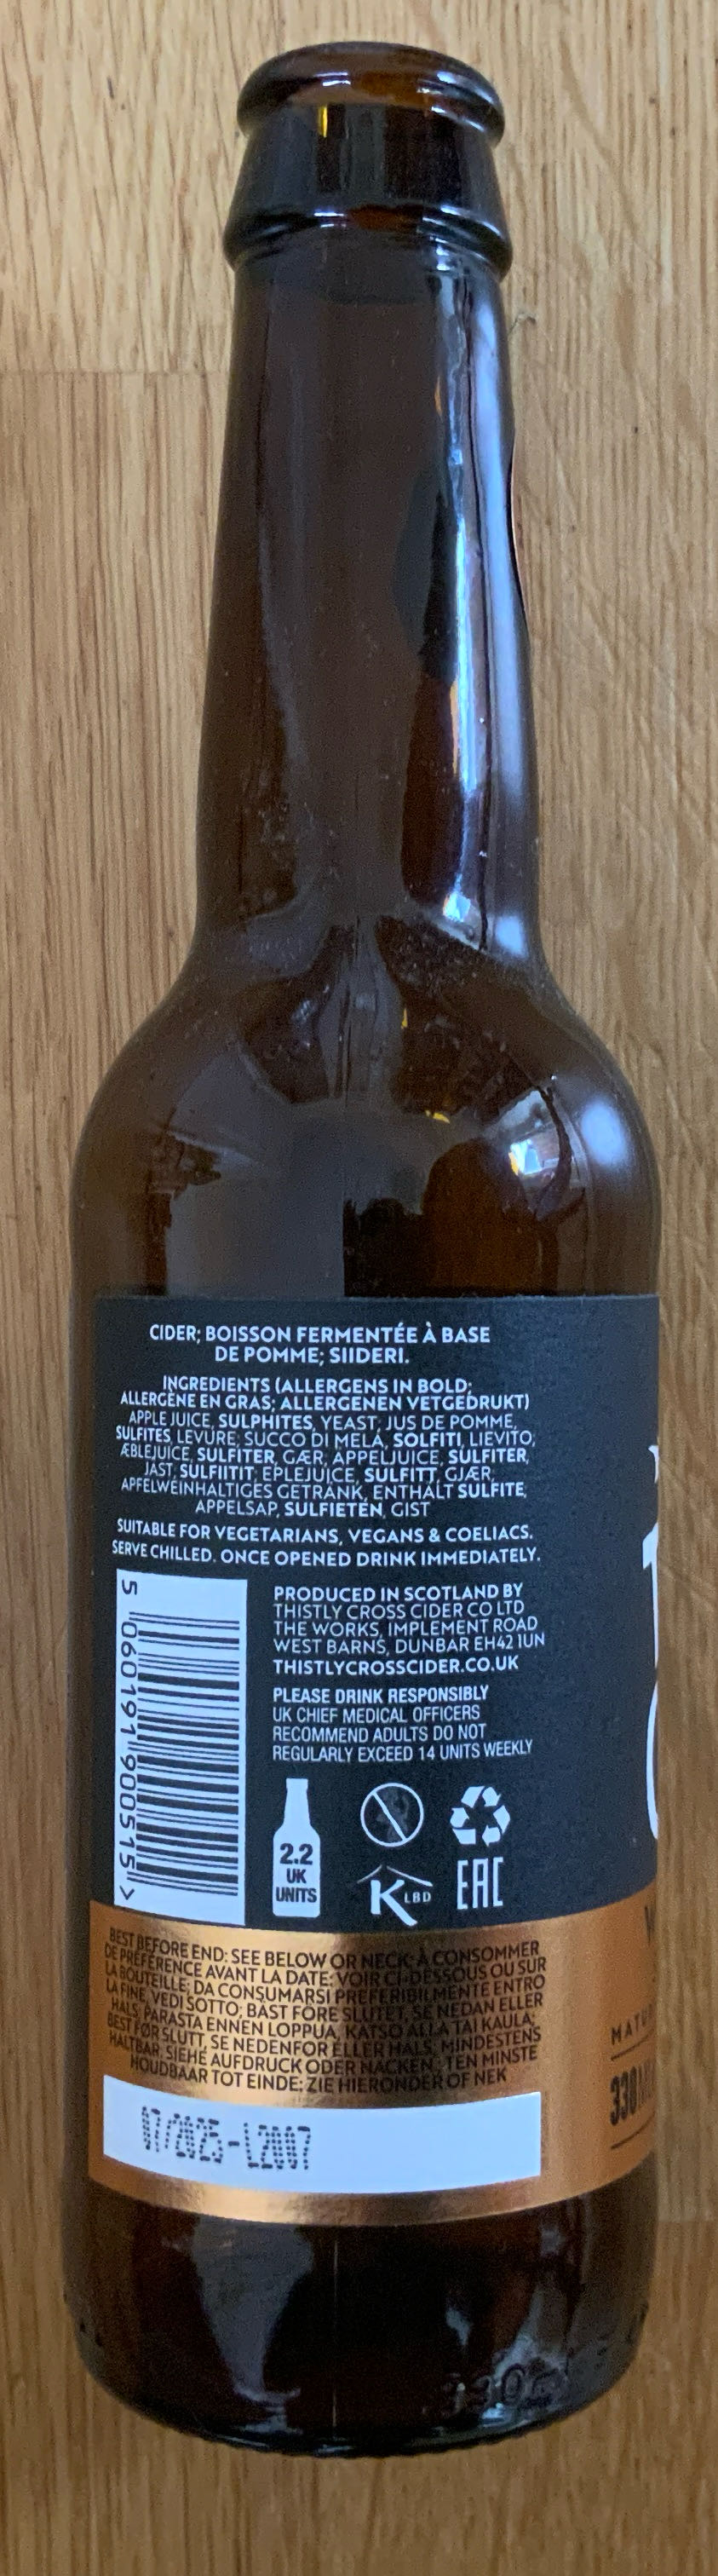 CIDER; BOISSON FERMENTÉE À BASE
DE POMME; SIIDERI.
INGREDIENTS (ALLERGENS IN BOLD;
ALLERGÈNE EN GRAS; ALLERGENEN VETGEDRUKT)
APPLE JUICE, SULPHITES, YEAST; JUS DE POMME,
SULFITES, LEVURE; SUCCO DI MELA, SOLFITI, LIEVITO;
ÆBLEJUICE, SULFITER, GÆR; APPELJUICE, SULFITER,
JÄST; SULFIITIT; EPLEJUICE, SULFITT, GJÆR;
APFELWEINHALTIGES GETRÄNK, ENTHÄLT SULFITE;
APPELSAP, SULFIETEN, GIST
SUITABLE FOR VEGETARIANS, VEGANS & COELIACS.
SERVE CHILLED. ONCE OPENED DRINK IMMEDIATELY.
5 060191 900515 >
PRODUCED IN SCOTLAND BY
THISTLY CROSS CIDER CO LTD
THE WORKS, IMPLEMENT ROAD
WEST BARNS, DUNBAR EH42 1UN
THISTLYCROSSCIDER.CO.UK
PLEASE DRINK RESPONSIBLY
UK CHIEF MEDICAL OFFICERS
RECOMMEND ADULTS DO NOT
REGULARLY EXCEED 14 UNITS WEEKLY
2.2
UK
UNITS
K LBD
EAC
BEST BEFORE END: SEE BELOW OR NECK; À CONSOMMER
DE PRÉFÉRENCE AVANT LA DATE: VOIR CI-DESSOUS OU SUR
LA BOUTEILLE; DA CONSUMARSI PREFERIBILMENTE ENTRO
LA FINE, VEDI SOTTO; BÄST FÖRE SLUTET, SE NEDAN ELLER
HALS; PARASTA ENNEN LOPPUA, KATSO ALLA TAI KAULA;
BEST FØR SLUTT, SE NEDENFOR ELLER HALS; MINDESTENS
HALTBAR: SIEHE AUFDRUCK ODER NACKEN; TEN MINSTE
HOUDBAAR TOT EINDE: ZIE HIERONDER OF NEK
07/2025-L2007
330